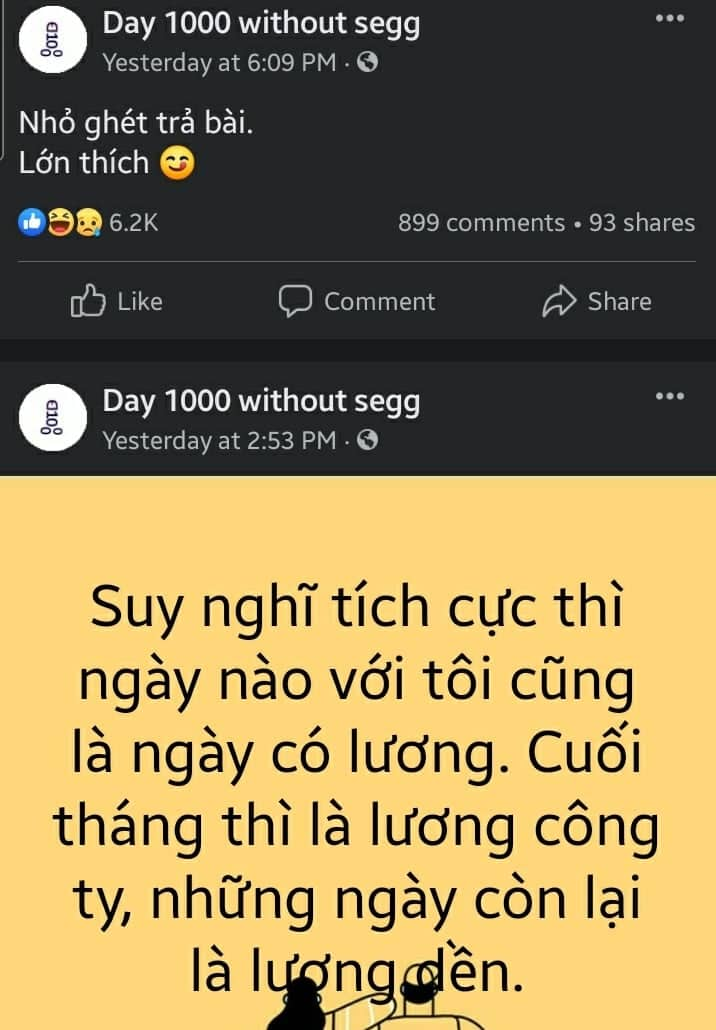 Day 1000 without segg
Yesterday at 6:09 PM ·
Nhỏ ghét trả bài.
Lớn thích 😋
6.2K
899 comments • 93 shares
Like
Comment
Share
Day 1000 without segg
Yesterday at 2:53 PM ·
Suy nghĩ tích cực thì
ngày nào với tôi cũng
là ngày có lương. Cuối
tháng thì là lương công
ty, những ngày còn lại
là lương dền.